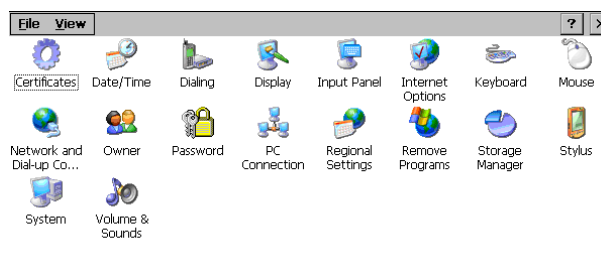 File View ? ×
Certificates Date/Time Dialing Display Input Panel Internet Options Keyboard Mouse
Network and Dial-up Co... Owner Password PC Connection Regional Settings Remove Programs Storage Manager Stylus
System Volume & Sounds